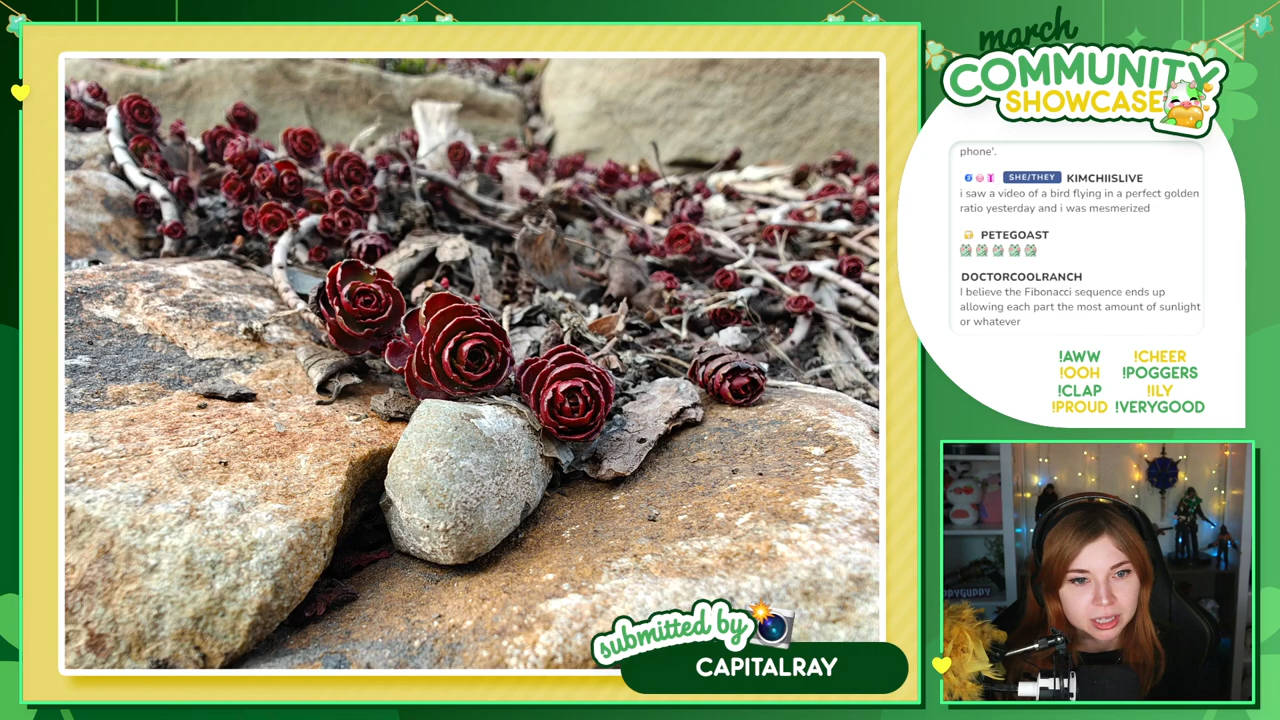 march
COMMUNITY
SHOWCASE
phone'.
SHE/THEY KIMCHIISLIVE
i saw a video of a bird flying in a perfect golden
ratio yesterday and i was mesmerized
PETEGOAST
DOCTORCOOLRANCH
I believe the Fibonacci sequence ends up
allowing each part the most amount of sunlight
or whatever
!AWW !CHEER
!OOH !POGGERS
!CLAP !ILY
!PROUD !VERYGOOD
PYGUPPY
submitted by
CAPITALRAY